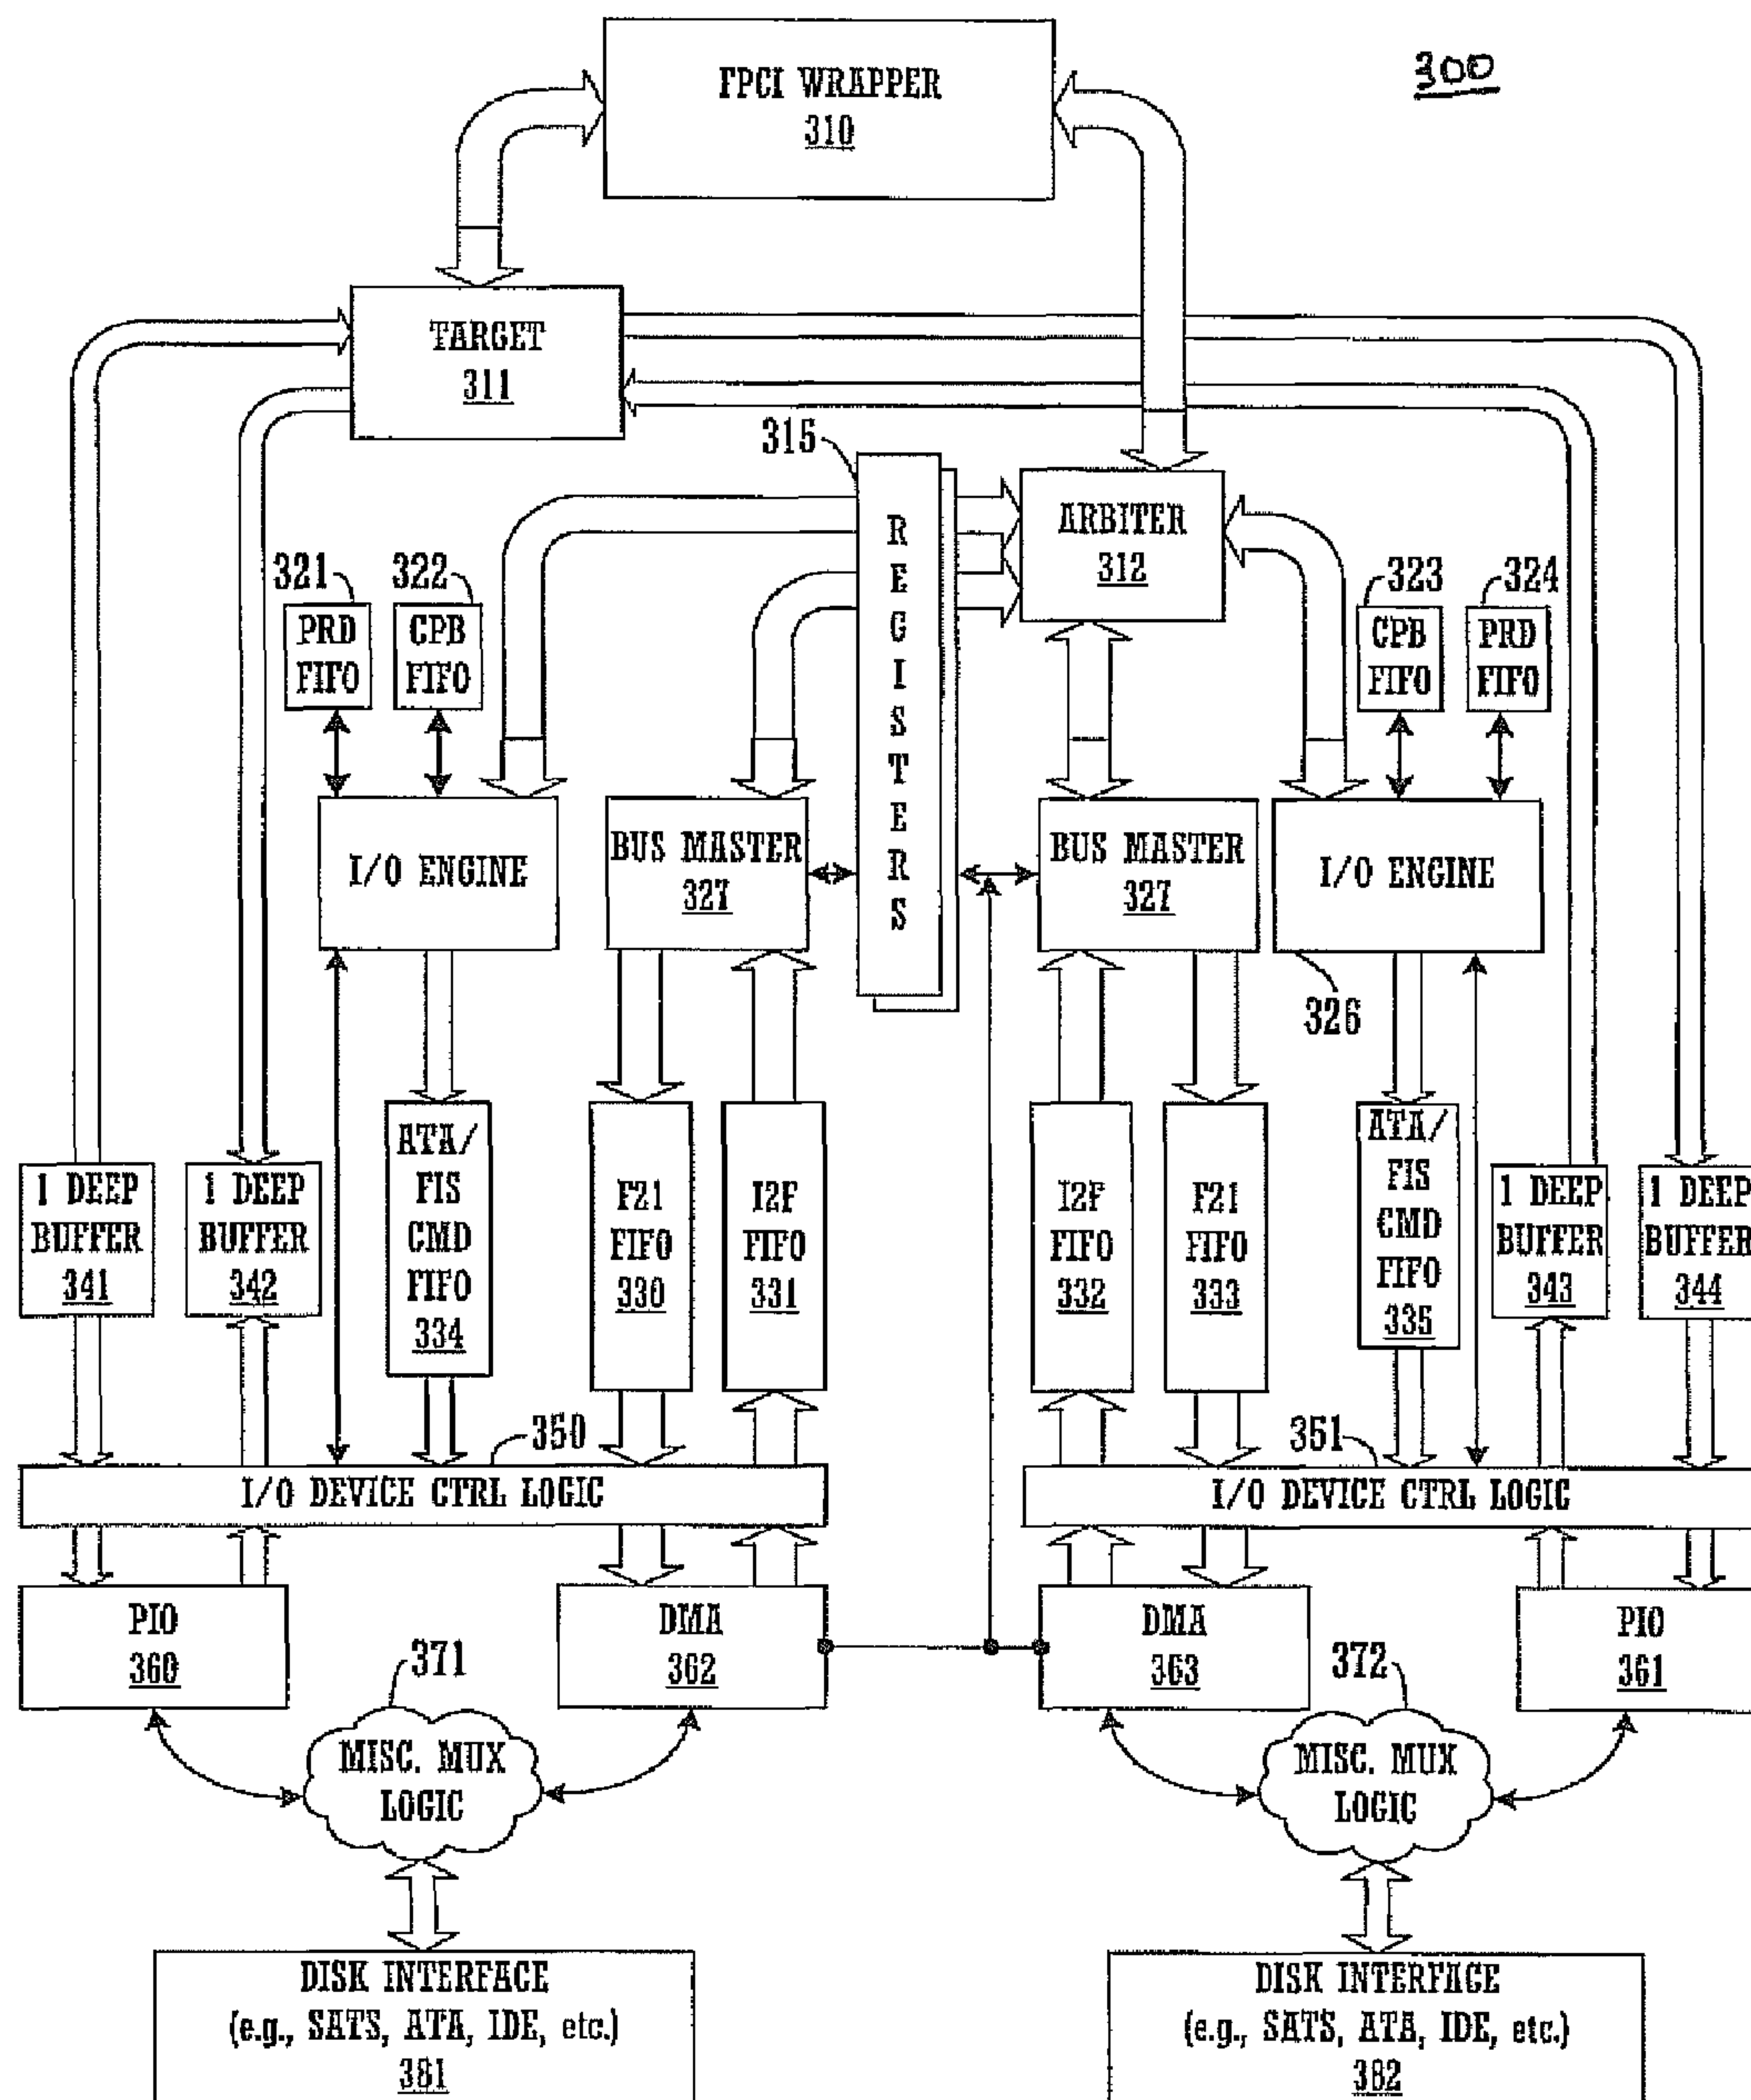 300
FPCI WRAPPER
310
TARGET
311
315
REGISTERS
ARBITER
312
321
322
323
324
PRD
FIFO
CPB
FIFO
CPB
FIFO
PRD
FIFO
I/O ENGINE
BUS MASTER
327
BUS MASTER
327
I/O ENGINE
326
1 DEEP
BUFFER
341
1 DEEP
BUFFER
342
ATA/
FIS
CMD
FIFO
334
F21
FIFO
330
I2F
FIFO
331
I2F
FIFO
332
F21
FIFO
333
ATA/
FIS
CMD
FIFO
335
1 DEEP
BUFFER
343
1 DEEP
BUFFER
344
350
351
I/O DEVICE CTRL LOGIC
I/O DEVICE CTRL LOGIC
PIO
360
DMA
362
DMA
363
PIO
361
371
372
MISC. MUX
LOGIC
MISC. MUX
LOGIC
DISK INTERFACE
(e.g., SATS, ATA, IDE, etc.)
381
DISK INTERFACE
(e.g., SATS, ATA, IDE, etc.)
382